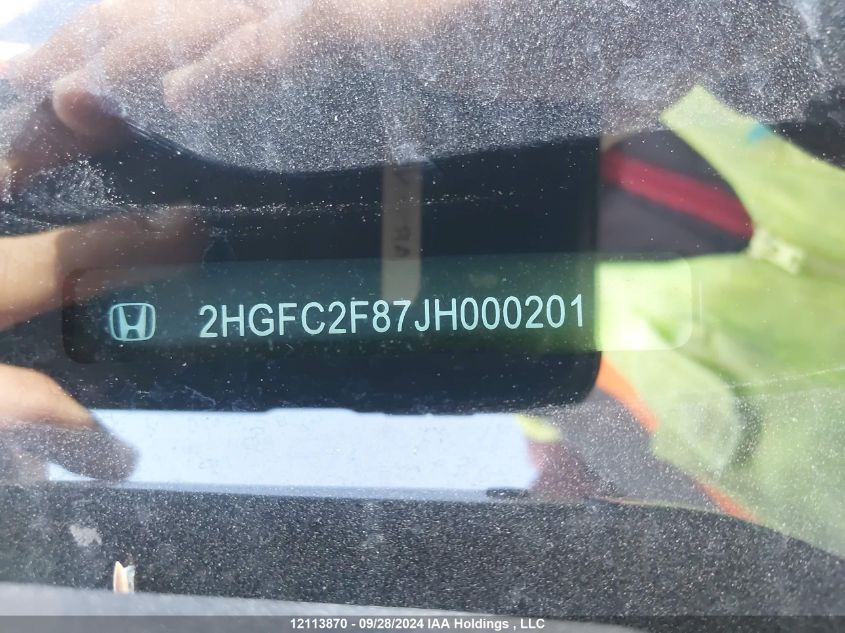 2HGFC2F87JH000201
12113870 - 09/28/2024 IAA Holdings , LLC